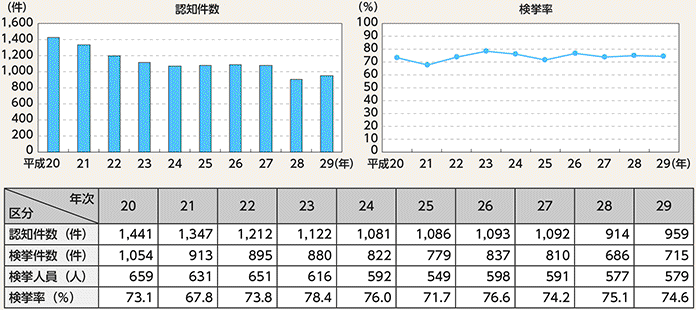 (件) 認知件数
1,600
1,400
1,200
1,000
800
600
400
200
0
平成20 21 22 23 24 25 26 27 28 29(年)
(%) 検挙率
100
90
80
70
60
50
40
30
20
10
0
平成20 21 22 23 24 25 26 27 28 29(年)
区分 年次 20 21 22 23 24 25 26 27 28 29
認知件数（件） 1,441 1,347 1,212 1,122 1,081 1,086 1,093 1,092 914 959
検挙件数（件） 1,054 913 895 880 822 779 837 810 686 715
検挙人員（人） 659 631 651 616 592 549 598 591 577 579
検挙率（%） 73.1 67.8 73.8 78.4 76.0 71.7 76.6 74.2 75.1 74.6